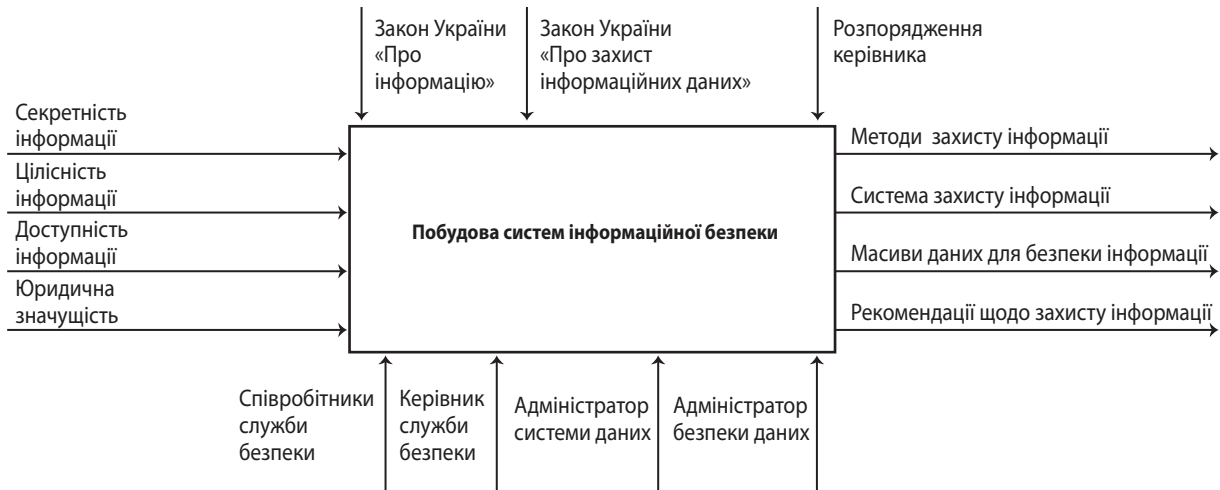 Закон України
«Про
інформацію»
Закон України
«Про захист
інформаційних даних»
Розпорядження
керівника
Секретність
інформації
Цілісність
інформації
Доступність
інформації
Юридична
значущість
Побудова систем інформаційної безпеки
Методи захисту інформації
Система захисту інформації
Масиви даних для безпеки інформації
Рекомендації щодо захисту інформації
Співробітники
служби
безпеки
Керівник
служби
безпеки
Адміністратор
системи даних
Адміністратор
безпеки даних